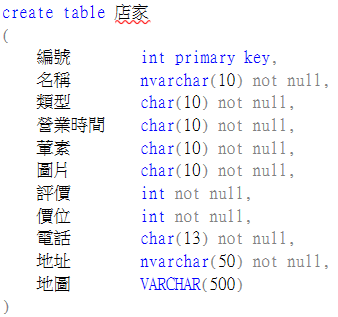 create table 店家
(
編號 int primary key,
名稱 nvarchar(10) not null,
類型 char(10) not null,
營業時間 char(10) not null,
葷素 char(10) not null,
圖片 char(10) not null,
評價 int not null,
價位 int not null,
電話 char(13) not null,
地址 nvarchar(50) not null,
地圖 VARCHAR(500)
)